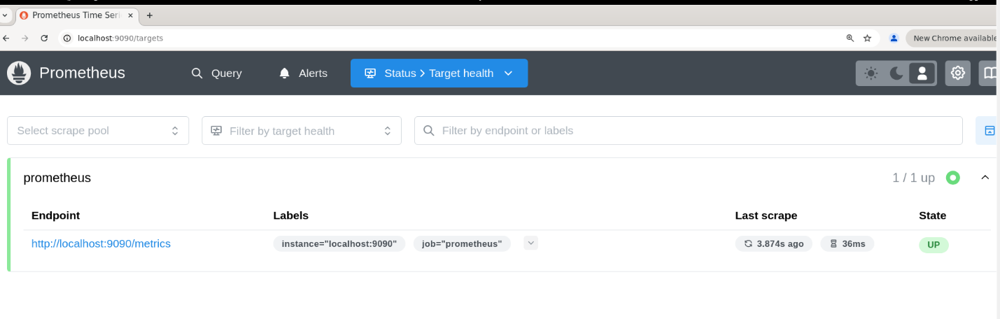 Prometheus Time Seri
localhost:9090/targets
New Chrome available
Prometheus
Query
Alerts
Status > Target health
Select scrape pool
Filter by target health
Filter by endpoint or labels
prometheus
1 / 1 up
Endpoint Labels Last scrape State
http://localhost:9090/metrics instance="localhost:9090" job="prometheus" 3.874s ago 36ms UP